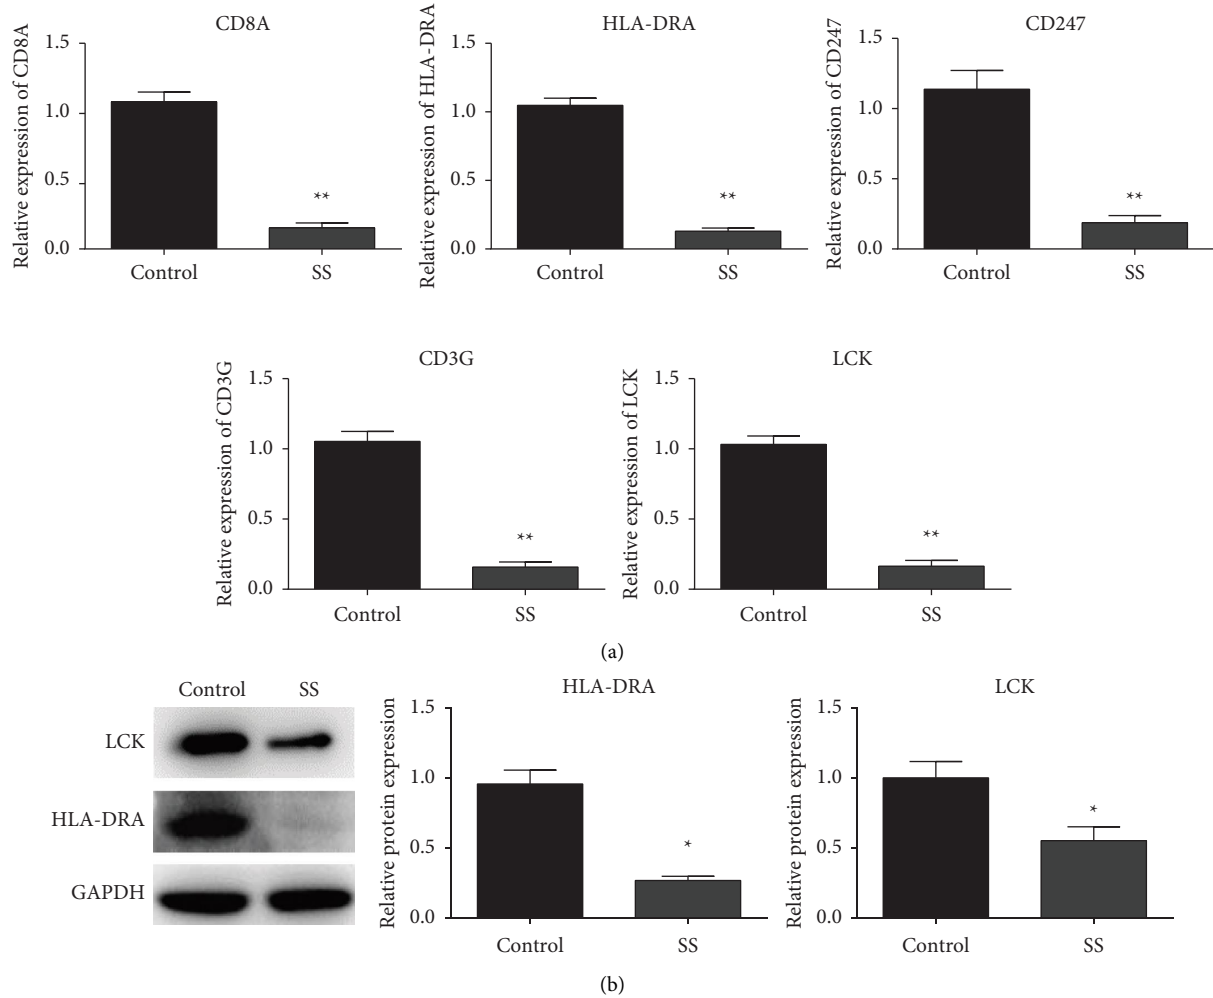 CD8A
Relative expression of CD8A
1.5
1.0
0.5
0.0
**
Control
SS
HLA-DRA
Relative expression of HLA-DRA
1.5
1.0
0.5
0.0
**
Control
SS
CD247
Relative expression of CD247
1.5
1.0
0.5
0.0
**
Control
SS
CD3G
Relative expression of CD3G
1.5
1.0
0.5
0.0
**
Control
SS
LCK
Relative expression of LCK
1.5
1.0
0.5
0.0
**
Control
SS
(a)
Control SS
LCK
HLA-DRA
GAPDH
HLA-DRA
Relative protein expression
1.5
1.0
0.5
0.0
*
Control
SS
LCK
Relative protein expression
1.5
1.0
0.5
0.0
*
Control
SS
(b)